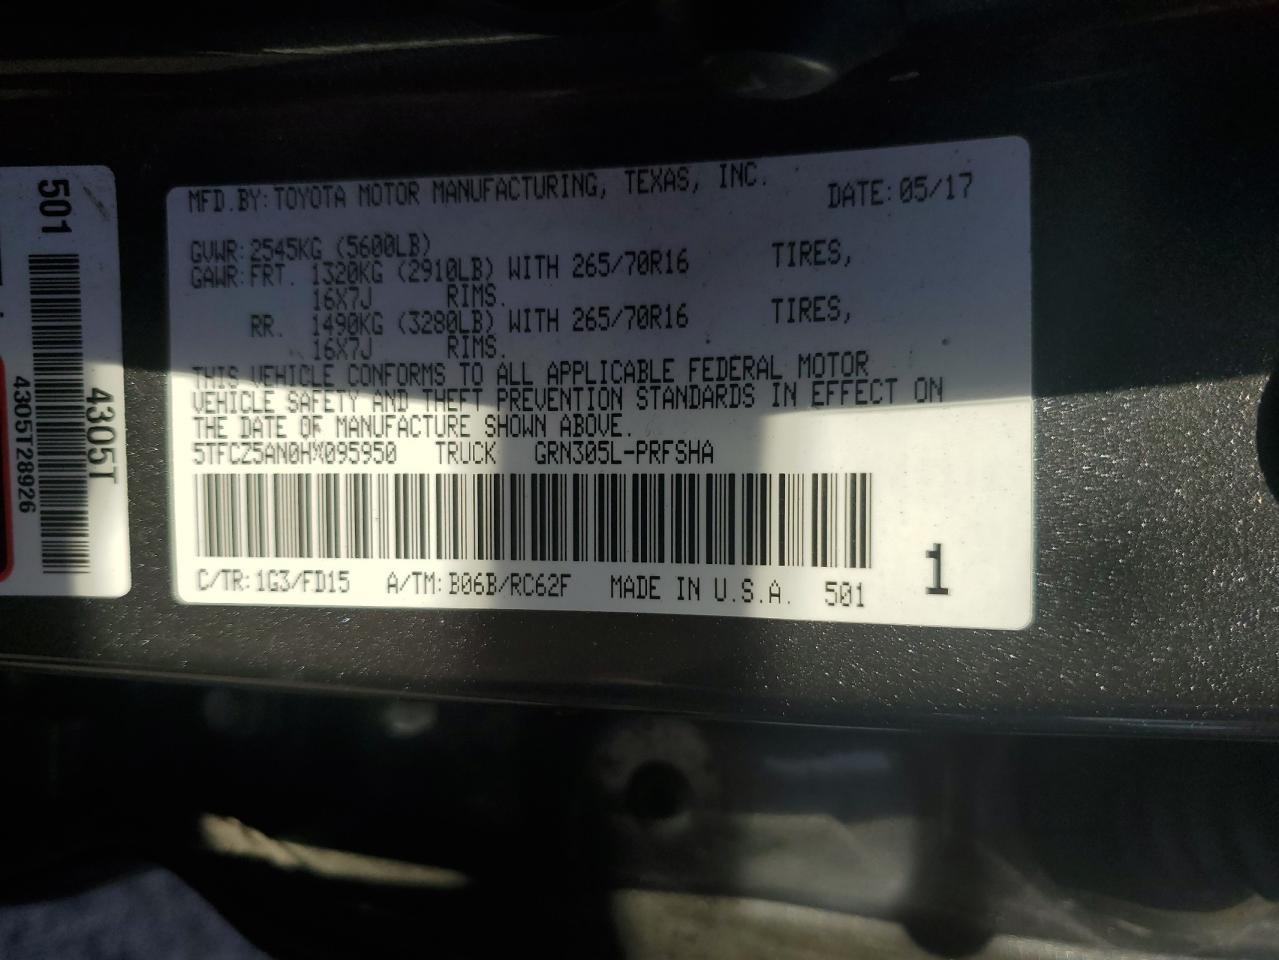 MFD.BY:TOYOTA MOTOR MANUFACTURING, TEXAS, INC. DATE:05/17
GVWR:2545KG (5600LB)
GAWR:FRT. 1320KG (2910LB) WITH 265/70R16 TIRES,
16X7J RIMS.
RR. 1490KG (3280LB) WITH 265/70R16 TIRES,
16X7J RIMS.
THIS VEHICLE CONFORMS TO ALL APPLICABLE FEDERAL MOTOR
VEHICLE SAFETY AND THEFT PREVENTION STANDARDS IN EFFECT ON
THE DATE OF MANUFACTURE SHOWN ABOVE.
5TFCZ5AN0HX095950 TRUCK GRN305L-PRFSHA
C/TR:1G3/FD15 A/TM:B06B/RC62F MADE IN U.S.A. 501
1
501
4305T
4305T28926